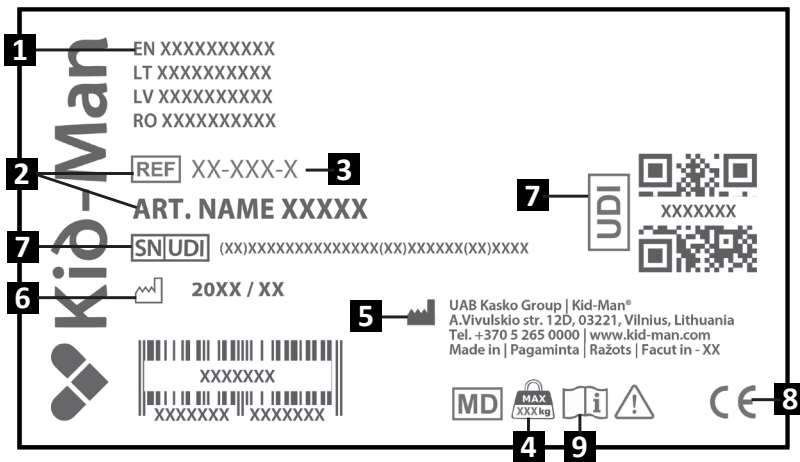 1
EN XXXXXXXXXX
LT XXXXXXXXXX
LV XXXXXXXXXX
RO XXXXXXXXXX
Kið-Man
2
REF XX-XXX-X
3
ART. NAME XXXXX
7
SN UDI (XX)XXXXXXXXXXXXXX(XX)XXXXXX(XX)XXXX
7
UDI
XXXXXXX
6
20XX / XX
5
UAB Kasko Group | Kid-Man®
A.Vivulskio str. 12D, 03221, Vilnius, Lithuania
Tel. +370 5 265 0000 | www.kid-man.com
Made in | Pagaminta | Ražots | Facut in - XX
XXXXXXX
XXXXXXX XXXXXXX
MD
MAX
XXX kg
i
!
CE
8
4
9